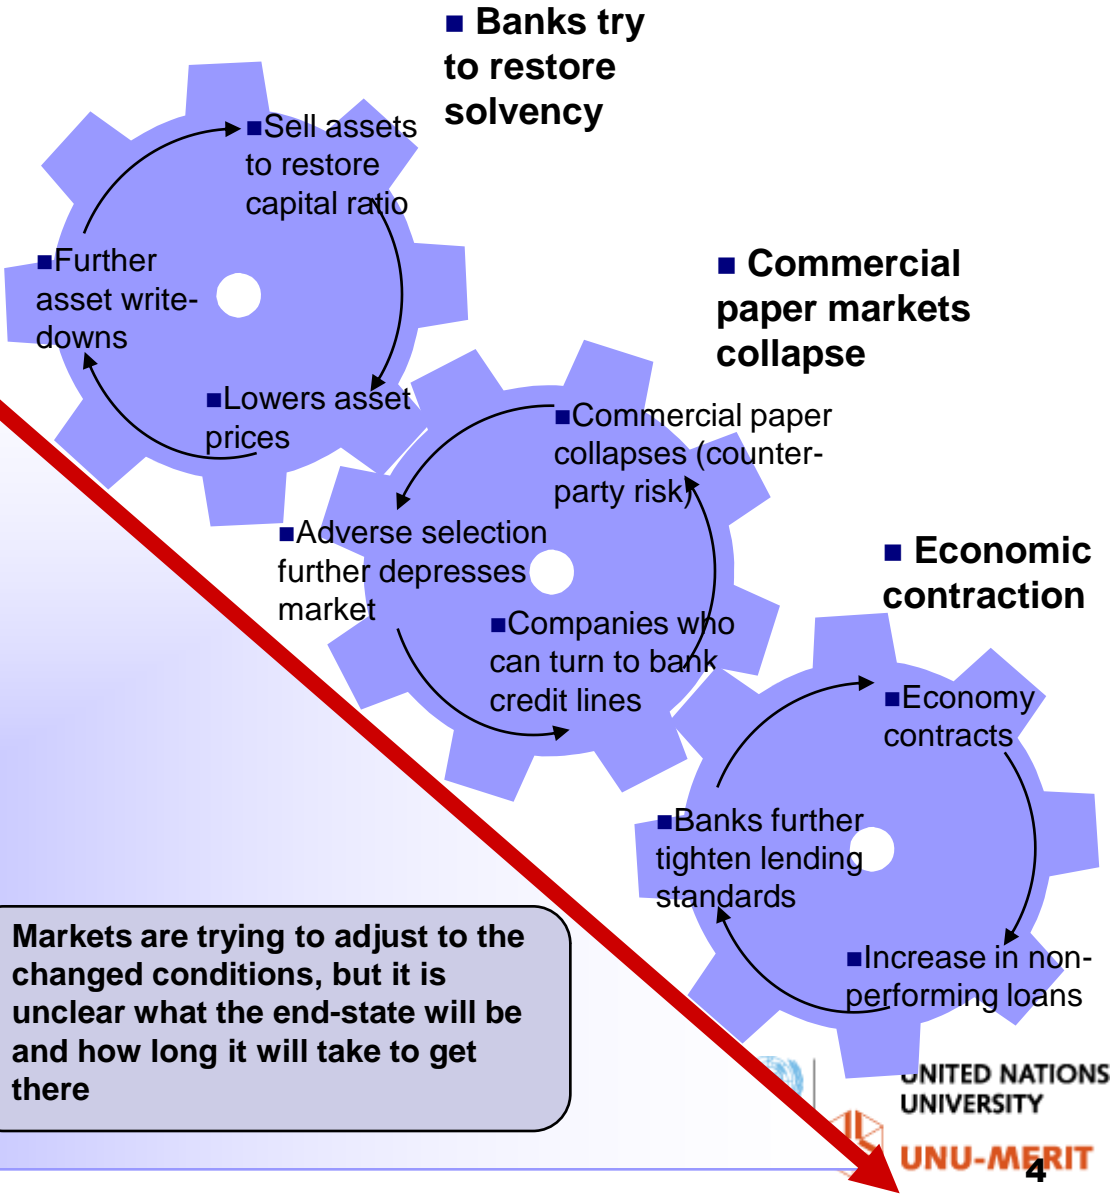 ■ Banks try
to restore
solvency
■Sell assets
to restore
capital ratio
■Further
asset write-
downs
■Lowers asset
prices
■ Commercial
paper markets
collapse
■Commercial paper
collapses (counter-
party risk)
■Adverse selection
further depresses
market
■Companies who
can turn to bank
credit lines
■ Economic
contraction
■Economy
contracts
■Banks further
tighten lending
standards
■Increase in non-
performing loans
Markets are trying to adjust to the
changed conditions, but it is
unclear what the end-state will be
and how long it will take to get
there
UNITED NATIONS
UNIVERSITY
UNU-MERIT
4